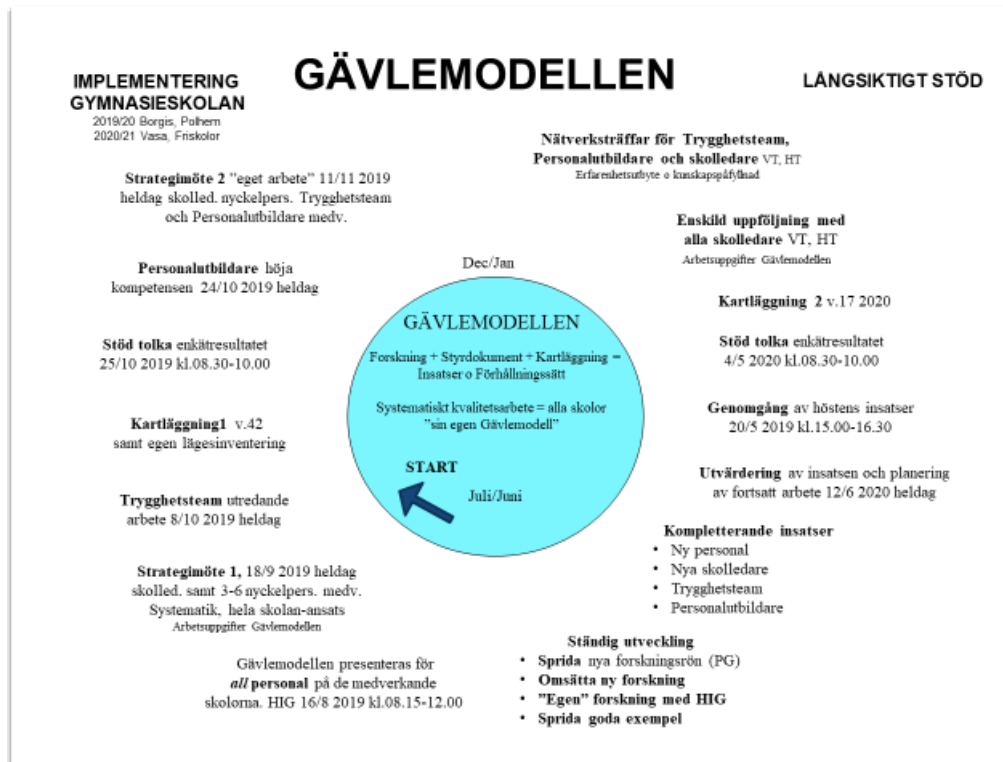 GÄVLEMODELLEN
IMPLEMENTERING
GYMNASIESKOLAN
2019/20 Borgis, Polhem
2020/21 Vasa, Friskolor
LÅNGSIKTIGT STÖD
Strategimöte 2 "eget arbete" 11/11 2019
heldag skolled. nyckelpers. Trygghetsteam
och Personalutbildare medv.
Personalutbildare höja
kompetensen 24/10 2019 heldag
Stöd tolka enkätresultatet
25/10 2019 kl.08.30-10.00
Kartläggning1 v.42
samt egen lägesinventering
Trygghetsteam utredande
arbete 8/10 2019 heldag
Strategimöte 1, 18/9 2019 heldag
skolled. samt 3-6 nyckelpers. medv.
Systematik, hela skolan-ansats
Arbetsuppgifter Gävlemodellen
Gävlemodellen presenteras för
all personal på de medverkande
skolorna. HIG 16/8 2019 kl.08.15-12.00
Dec/Jan
GÄVLEMODELLEN
Forskning + Styrdokument + Kartläggning =
Insatser o Förhållningssätt
Systematiskt kvalitetsarbete = alla skolor
"sin egen Gävlemodell"
START
Juli/Juni
Nätverksträffar för Trygghetsteam,
Personalutbildare och skolledare VT, HT
Erfarenhetsutbyte o kunskapspåfyllnad
Enskild uppföljning med
alla skolledare VT, HT
Arbetsuppgifter Gävlemodellen
Kartläggning 2 v.17 2020
Stöd tolka enkätresultatet
4/5 2020 kl.08.30-10.00
Genomgång av höstens insatser
20/5 2019 kl.15.00-16.30
Utvärdering av insatsen och planering
av fortsatt arbete 12/6 2020 heldag
Kompletterande insatser
• Ny personal
• Nya skolledare
• Trygghetsteam
• Personalutbildare
Ständig utveckling
• Sprida nya forskningsrön (PG)
• Omsätta ny forskning
• "Egen" forskning med HIG
• Sprida goda exempel